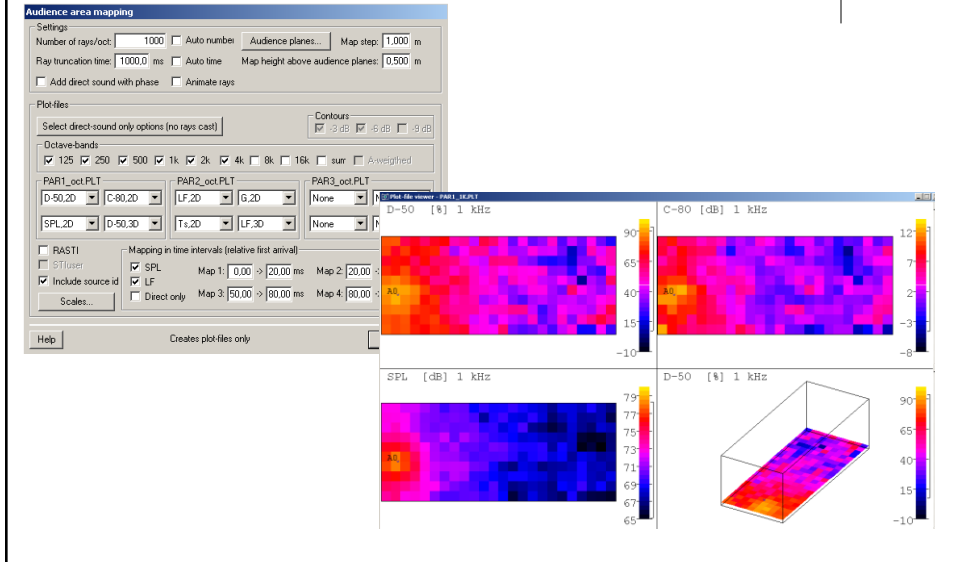 Audience area mapping
Settings
Number of rays/oct: 1000 Auto number Audience planes... Map step: 1,000 m
Ray truncation time: 1000,0 ms Auto time Map height above audience planes: 0,500 m
Add direct sound with phase Animate rays
Plot-files
Select direct-sound only options (no rays cast)
Contours
-3 dB -6 dB -9 dB
Octave-bands
125 250 500 1k 2k 4k 8k 16k sum A-weigthed
PAR1_oct.PLT PAR2_oct.PLT PAR3_oct.PLT
D-50,2D C-80,2D LF,2D G,2D None
SPL,2D D-50,3D Ts,2D LF,3D None
RASTI
STIuser
Include source id
Scales...
Mapping in time intervals (relative first arrival)
SPL Map 1: 0,00 -> 20,00 ms Map 2: 20,00
LF
Direct only Map 3: 50,00 -> 80,00 ms Map 4: 80,00
Help Creates plot-files only
Plot-file viewer - PAR1_1K.PLT
D-50 [%] 1 kHz
90
65
40
15
-10
A0
C-80 [dB] 1 kHz
12
7
2
-3
-8
A0
SPL [dB] 1 kHz
79
77
75
73
71
69
67
65
A0
D-50 [%] 1 kHz
90
65
40
15
-10